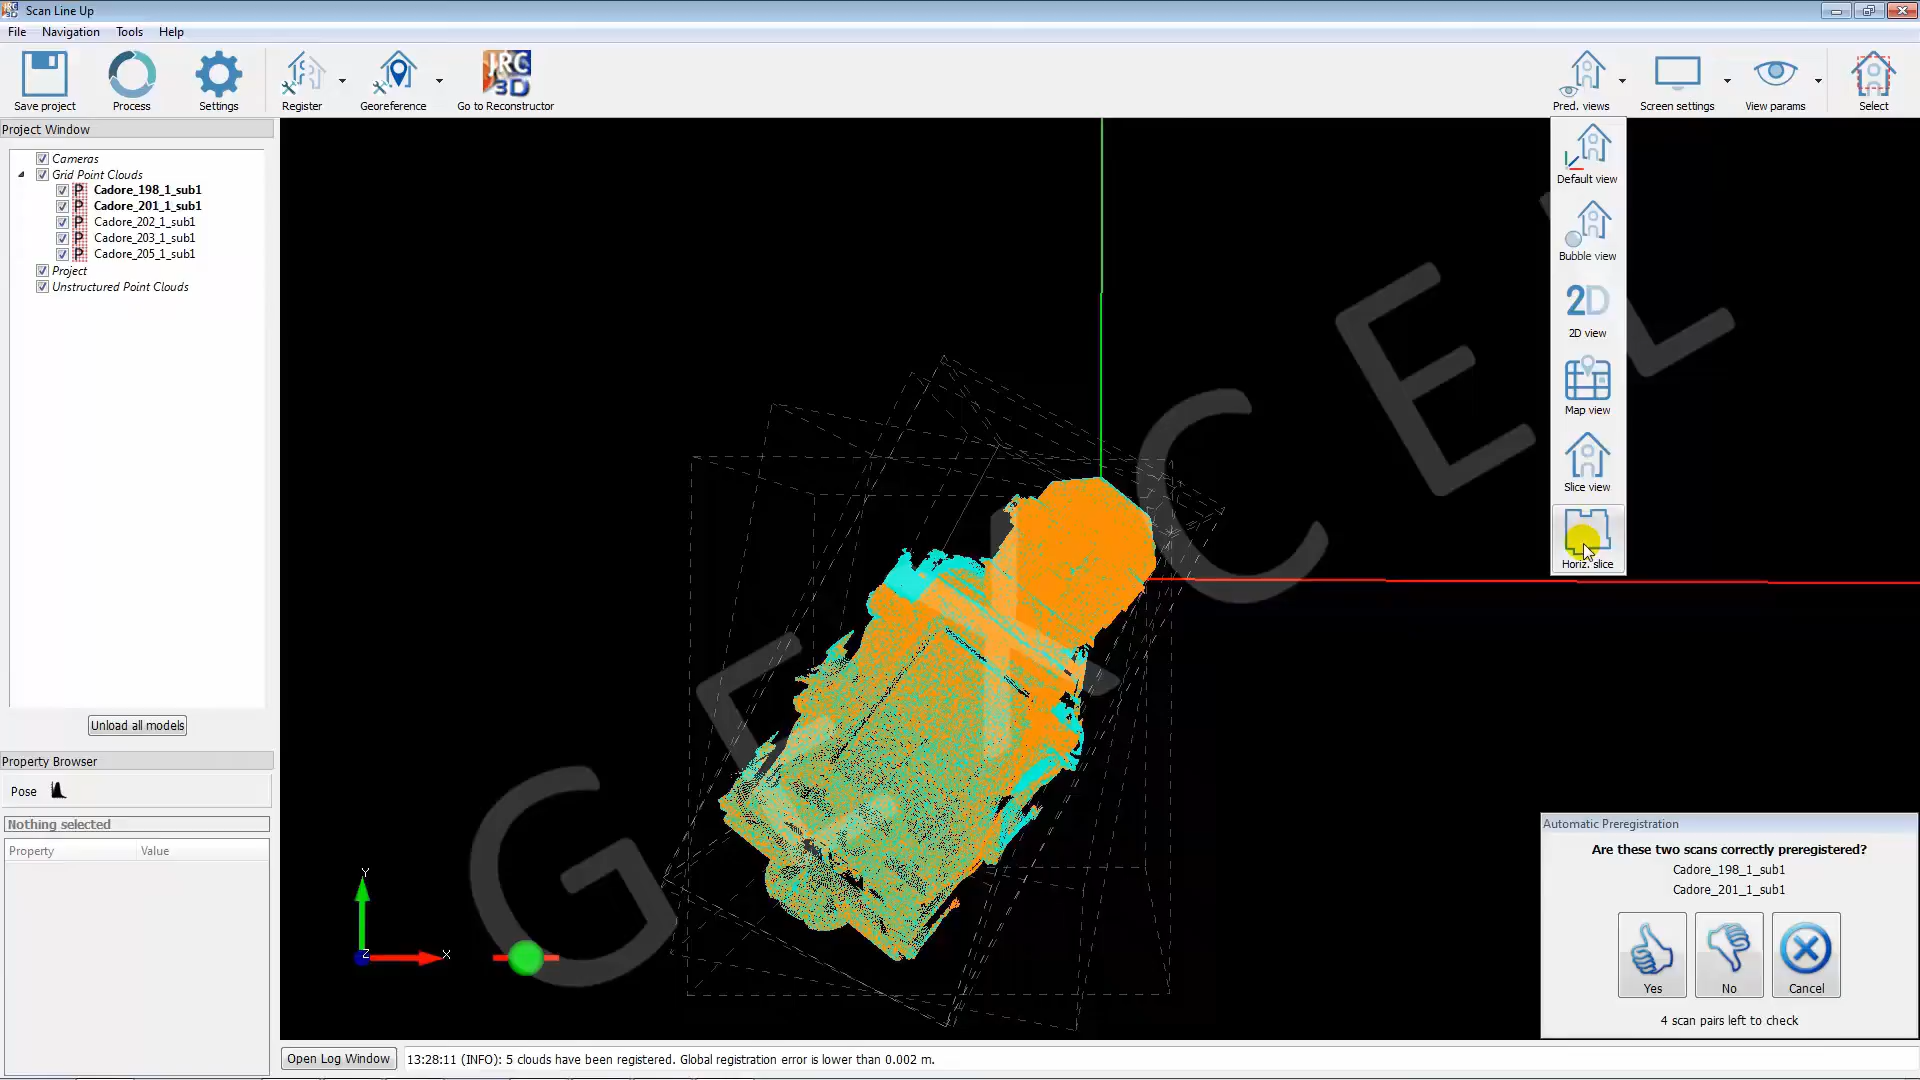 Scan Line Up
File Navigation Tools Help
Save project Process Settings Register Georeference Go to Reconstructor Pred. views Screen settings View params Select
JRC 3D
Project Window
Cameras
Grid Point Clouds
Cadore_198_1_sub1
Cadore_201_1_sub1
Cadore_202_1_sub1
Cadore_203_1_sub1
Cadore_205_1_sub1
Project
Unstructured Point Clouds
Unload all models
Property Browser
Pose
Nothing selected
Property Value
Default view
Bubble view
2D
2D view
Map view
Slice view
Horiz. slice
GEXCEL
Y
Z
X
Automatic Preregistration
Are these two scans correctly preregistered?
Cadore_198_1_sub1
Cadore_201_1_sub1
Yes No Cancel
4 scan pairs left to check
Open Log Window 13:28:11 (INFO): 5 clouds have been registered. Global registration error is lower than 0.002 m.